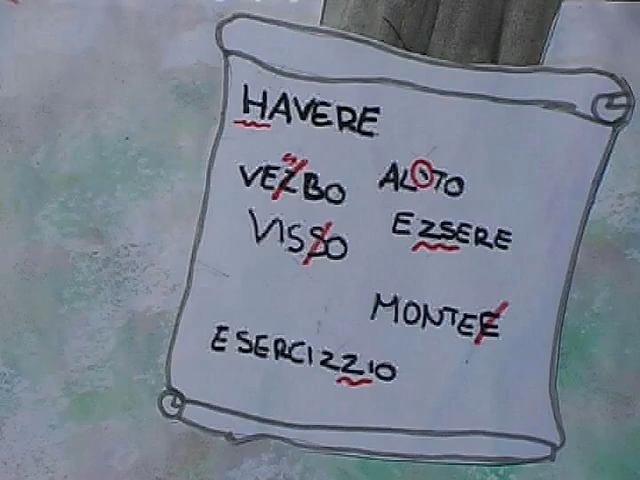 HAVERE
VEZBO ALOTO
VISSO EZSERE
MONTEE
ESERCIZZIO